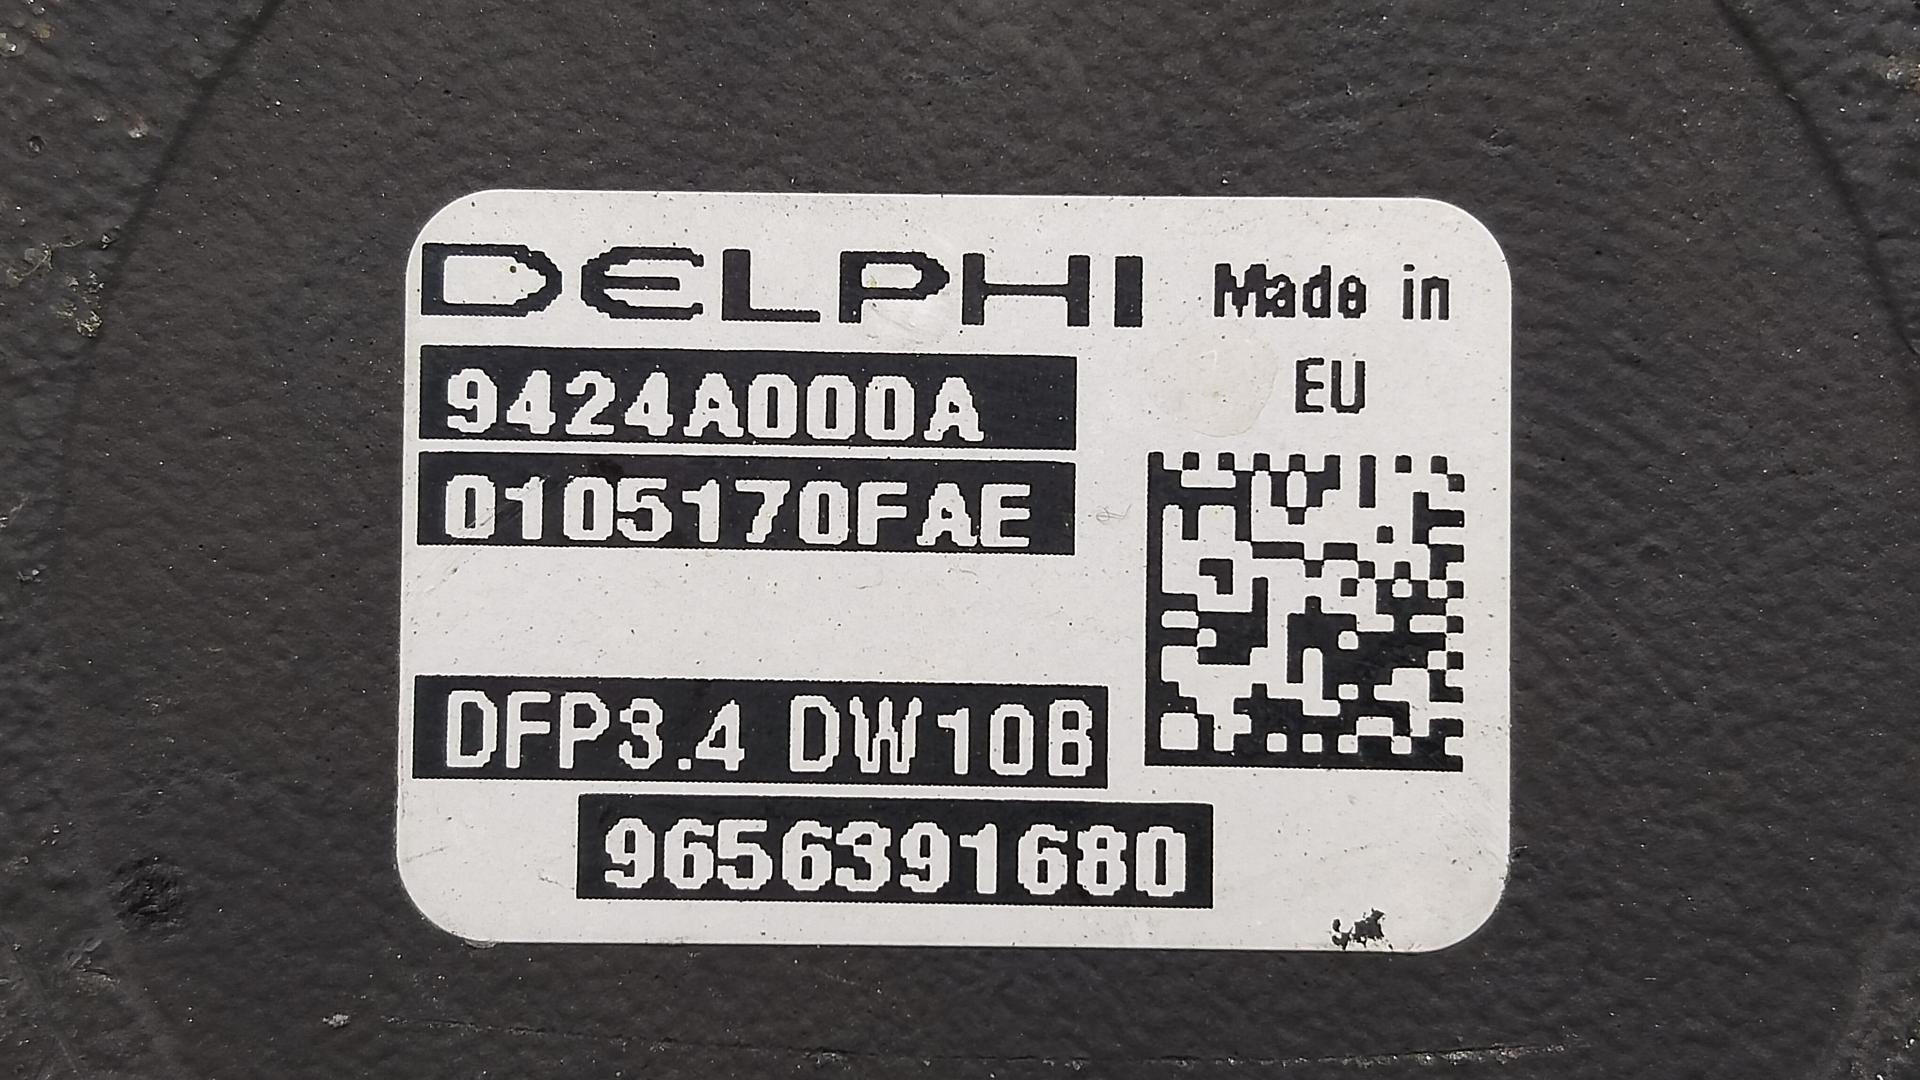 DELPHI Made in
EU
9424A000A
0105170FAE
DFP3.4 DW10B
9656391680